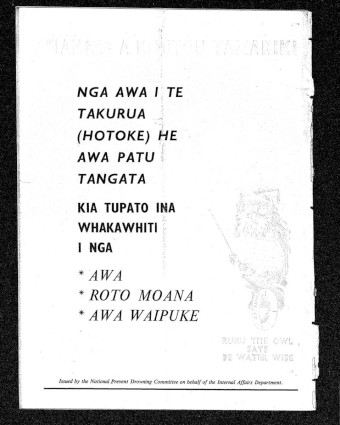 NGA AWA I TE
TAKURUA
(HOTOKE) HE
AWA PATU
TANGATA
KIA TUPATO INA
WHAKAWHITI
I NGA
* AWA
* ROTO MOANA
* AWA WAIPUKE
RURU THE OWL
SAYS
BE WATER WISE
Issued by the National Prevent Drowning Committee on behalf of the Internal Affairs Department.